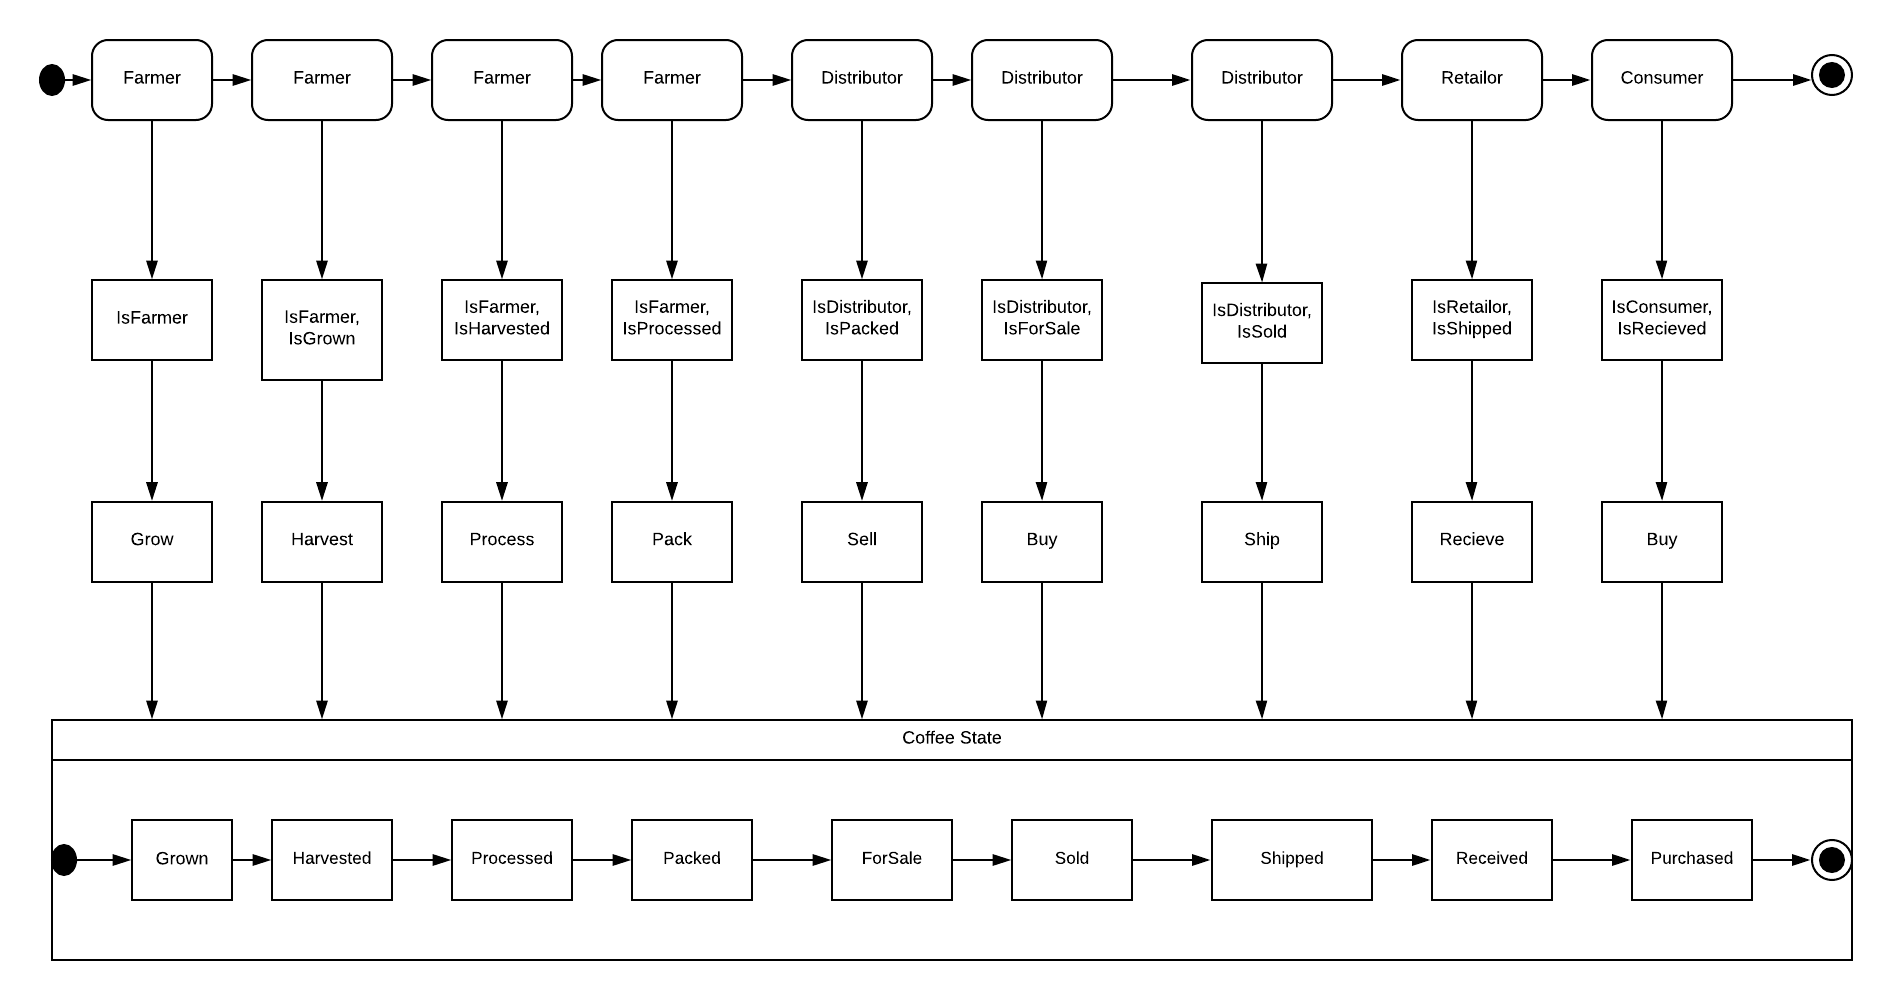 Farmer
Farmer
Farmer
Farmer
Distributor
Distributor
Distributor
Retailor
Consumer
IsFarmer
IsFarmer,
IsGrown
IsFarmer,
IsHarvested
IsFarmer,
IsProcessed
IsDistributor,
IsPacked
IsDistributor,
IsForSale
IsDistributor,
IsSold
IsRetailor,
IsShipped
IsConsumer,
IsRecieved
Grow
Harvest
Process
Pack
Sell
Buy
Ship
Recieve
Buy
Coffee State
Grown
Harvested
Processed
Packed
ForSale
Sold
Shipped
Received
Purchased